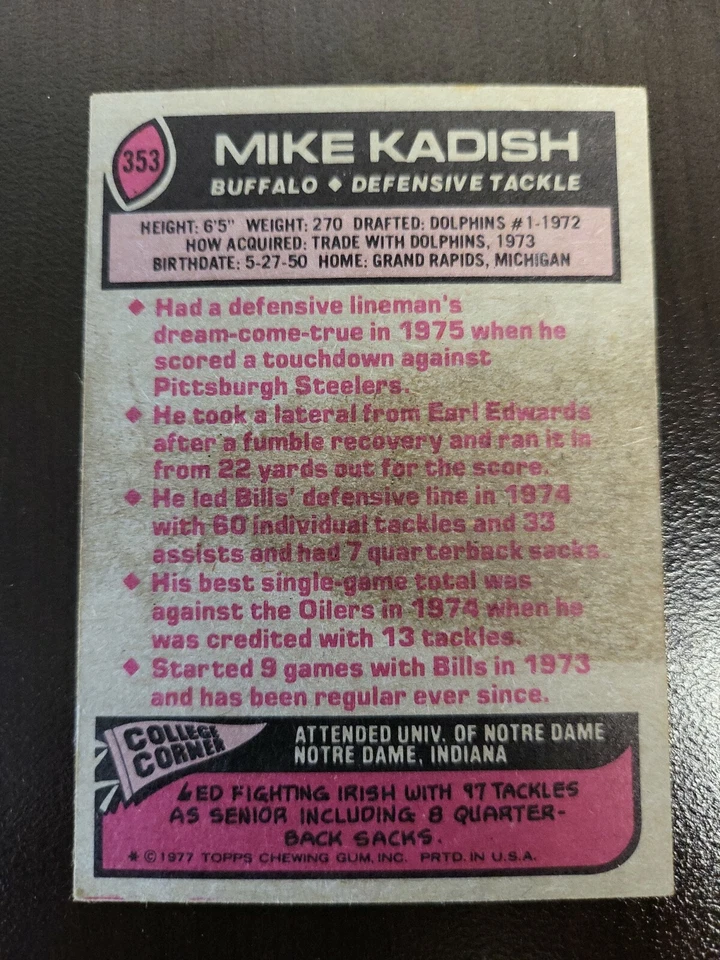 353
MIKE KADISH
BUFFALO ◆ DEFENSIVE TACKLE
HEIGHT: 6'5" WEIGHT: 270 DRAFTED: DOLPHINS #1-1972
HOW ACQUIRED: TRADE WITH DOLPHINS, 1973
BIRTHDATE: 5-27-50 HOME: GRAND RAPIDS, MICHIGAN
◆ Had a defensive lineman's
dream-come-true in 1975 when he
scored a touchdown against
Pittsburgh Steelers.
◆ He took a lateral from Earl Edwards
after a fumble recovery and ran it in
from 22 yards out for the score.
◆ He led Bills' defensive line in 1974
with 60 individual tackles and 33
assists and had 7 quarterback sacks.
◆ His best single-game total was
against the Oilers in 1974 when he
was credited with 13 tackles.
◆ Started 9 games with Bills in 1973
and has been regular ever since.
COLLEGE
CORNER
ATTENDED UNIV. OF NOTRE DAME
NOTRE DAME, INDIANA
LED FIGHTING IRISH WITH 97 TACKLES
AS SENIOR INCLUDING 8 QUARTER-
BACK SACKS.
* © 1977 TOPPS CHEWING GUM, INC. PRTD. IN U.S.A.